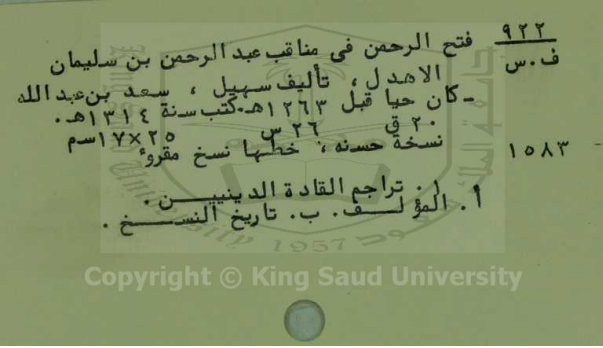 ٩٢٢ فتح الرحمن فى مناقب عبد الرحمن بن سليمان
ف.س الاهدل، تأليف سهيل، سعد بن عبد الله
-كان حيا قبل ١٢٦٣هـ.كتب سنة ١٣١٤هـ.
٢٠ ق ٢٦ س ٢٥×١٧سم
١٥٨٣ نسخة حسنه، خطها نسخ مقروء
١. تراجم القادة الدينيين.
أ. المؤلف. ب. تاريخ النسخ.
1957
Copyright © King Saud University